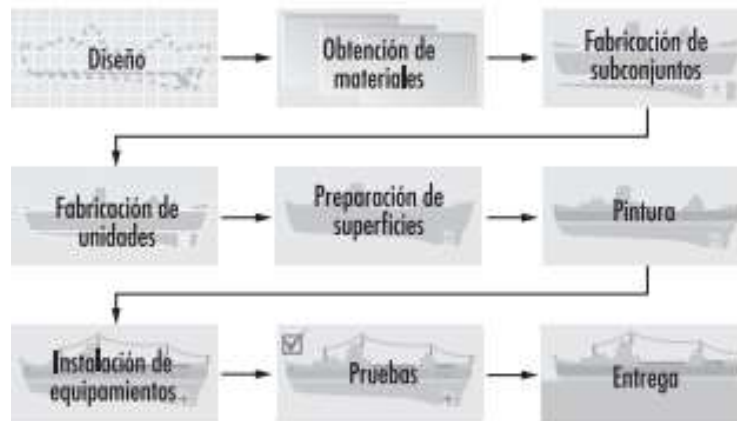 Diseño
Obtención de
materiales
Fabricación de
subconjuntos
Fabricación de
unidades
Preparación de
superficies
Pintura
Instalación de
equipamientos
Pruebas
Entrega